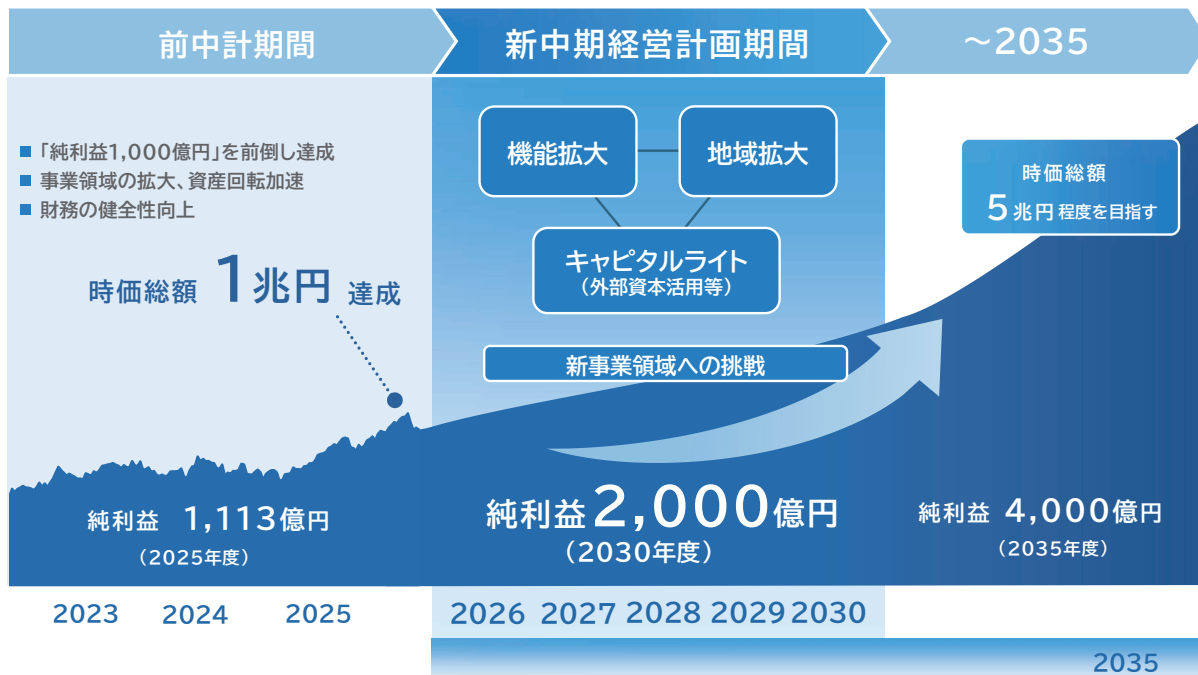 前中計期間
新中期経営計画期間
～2035
「純利益1,000億円」を前倒し達成
事業領域の拡大、資産回転加速
財務の健全性向上
時価総額 1兆円 達成
機能拡大
地域拡大
キャピタルライト
（外部資本活用等）
新事業領域への挑戦
時価総額
5兆円程度を目指す
純利益 1,113億円
（2025年度）
純利益2,000億円
（2030年度）
純利益 4,000億円
（2035年度）
2023 2024 2025 2026 2027 2028 2029 2030
2035